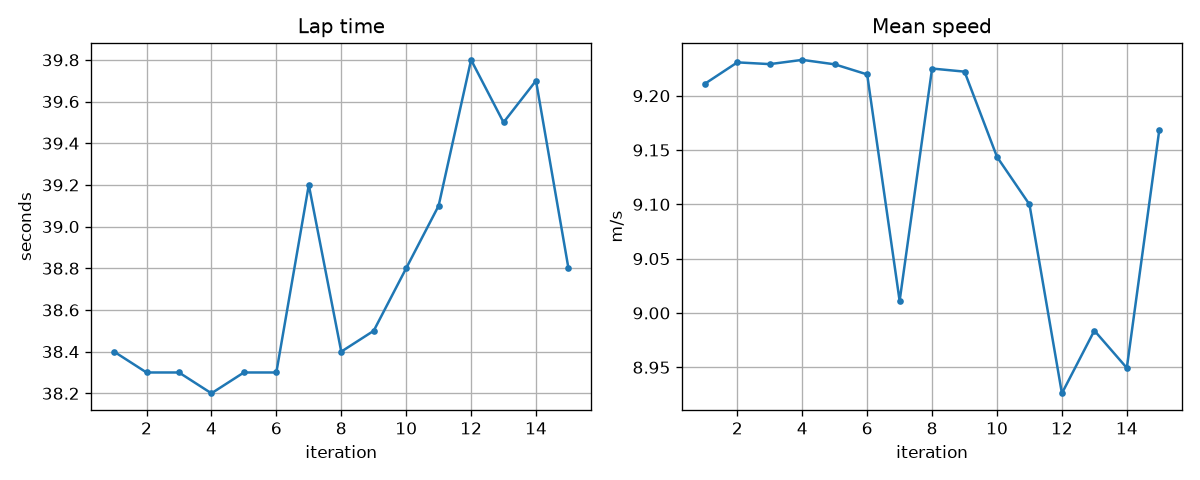 Lap time
39.8
39.6
39.4
39.2
39.0
38.8
38.6
38.4
38.2
seconds
2 4 6 8 10 12 14
iteration
Mean speed
9.20
9.15
9.10
9.05
9.00
8.95
m/s
2 4 6 8 10 12 14
iteration